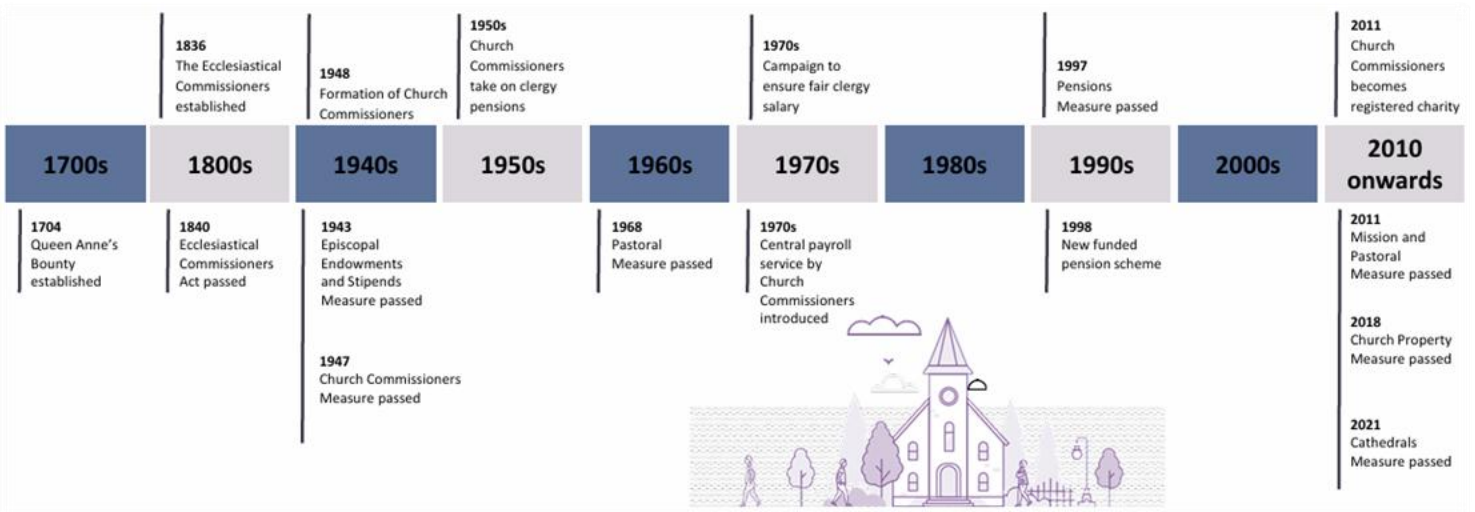 1836
The Ecclesiastical
Commissioners
established
1948
Formation of Church
Commissioners
1950s
Church
Commissioners
take on clergy
pensions
1970s
Campaign to
ensure fair clergy
salary
1997
Pensions
Measure passed
2011
Church
Commissioners
becomes
registered charity
1700s
1800s
1940s
1950s
1960s
1970s
1980s
1990s
2000s
2010
onwards
1704
Queen Anne's
Bounty
established
1840
Ecclesiastical
Commissioners
Act passed
1943
Episcopal
Endowments
and Stipends
Measure passed
1947
Church Commissioners
Measure passed
1968
Pastoral
Measure passed
1970s
Central payroll
service by
Church
Commissioners
introduced
1998
New funded
pension scheme
2011
Mission and
Pastoral
Measure passed
2018
Church Property
Measure passed
2021
Cathedrals
Measure passed